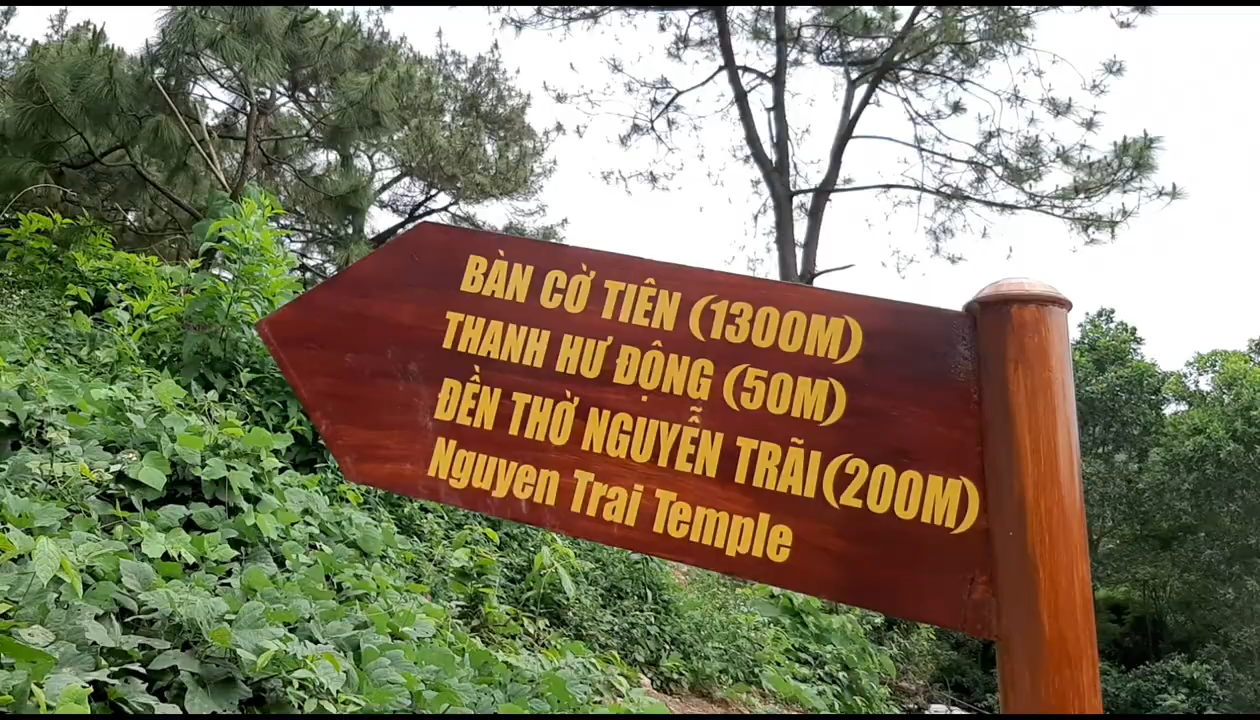 BÀN CỜ TIÊN (1300M)
THANH HƯ ĐỘNG (50M)
ĐỀN THỜ NGUYỄN TRÃI(200M)
Nguyen Trai Temple